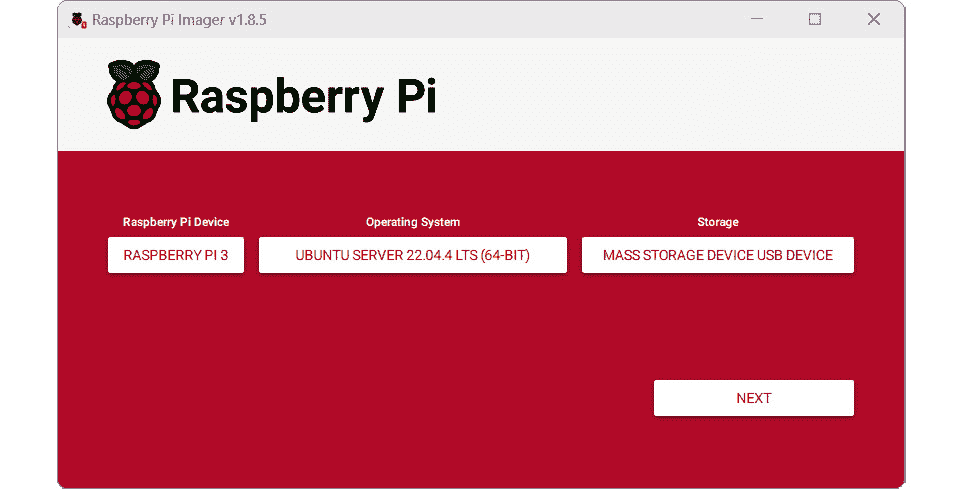 Raspberry Pi Imager v1.8.5
Raspberry Pi
Raspberry Pi Device
Operating System
Storage
RASPBERRY PI 3
UBUNTU SERVER 22.04.4 LTS (64-BIT)
MASS STORAGE DEVICE USB DEVICE
NEXT